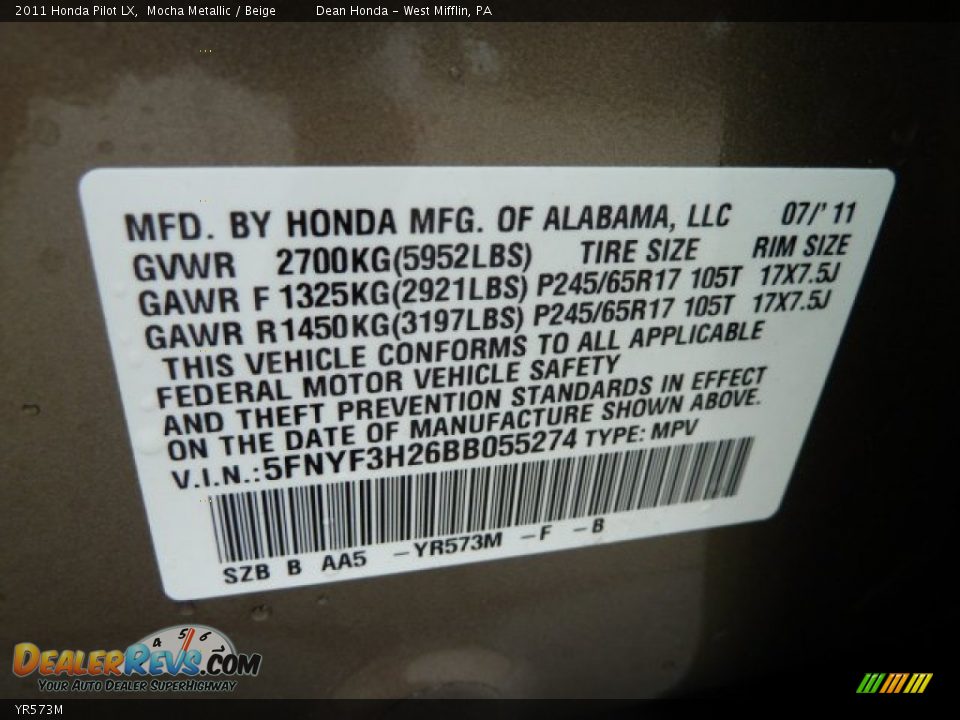 2011 Honda Pilot LX, Mocha Metallic / Beige Dean Honda - West Mifflin, PA
MFD. BY HONDA MFG. OF ALABAMA, LLC 07/'11
GVWR 2700KG(5952LBS) TIRE SIZE RIM SIZE
GAWR F 1325KG(2921LBS) P245/65R17 105T 17X7.5J
GAWR R 1450KG(3197LBS) P245/65R17 105T 17X7.5J
THIS VEHICLE CONFORMS TO ALL APPLICABLE
FEDERAL MOTOR VEHICLE SAFETY
AND THEFT PREVENTION STANDARDS IN EFFECT
ON THE DATE OF MANUFACTURE SHOWN ABOVE.
V.I.N.: 5FNYF3H26BB055274 TYPE: MPV
SZB B AA5 -YR573M -F -B
4 5 6
DEALERREVS.COM
YOUR AUTO DEALER SUPERHIGHWAY
YR573M